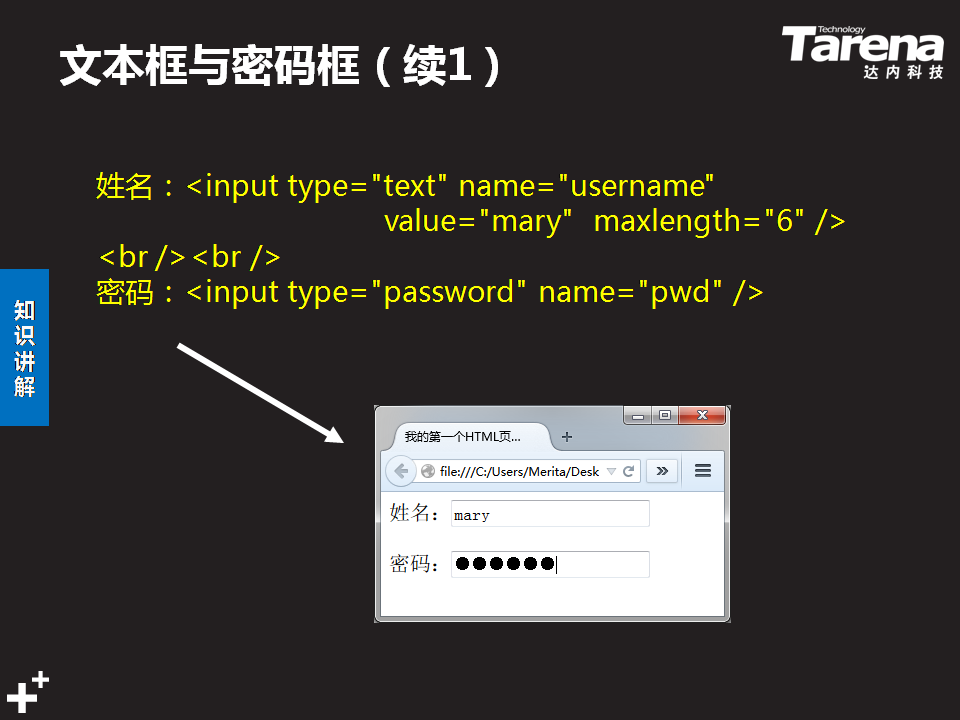 文本框与密码框（续1）
Technology
Tarena
达内科技
姓名：<input type="text" name="username"
value="mary" maxlength="6" />
<br /><br />
密码：<input type="password" name="pwd" />
知识讲解
我的第一个HTML页...
file:///C:/Users/Merita/Desk
姓名：mary
密码：●●●●●●